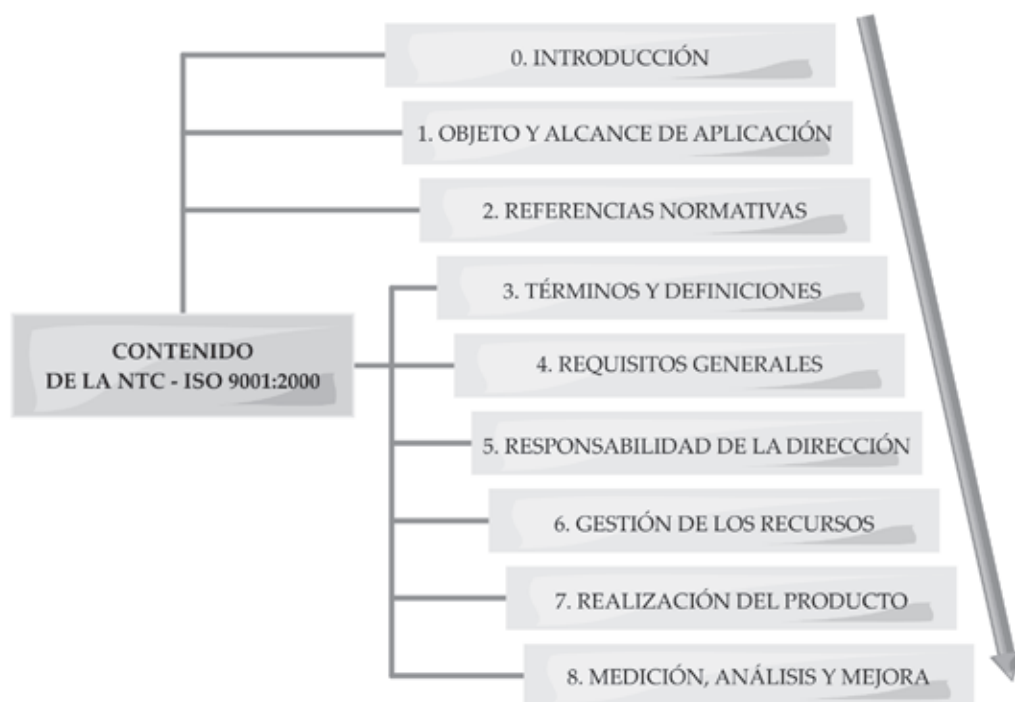 0. INTRODUCCIÓN
1. OBJETO Y ALCANCE DE APLICACIÓN
2. REFERENCIAS NORMATIVAS
3. TÉRMINOS Y DEFINICIONES
CONTENIDO
DE LA NTC - ISO 9001:2000
4. REQUISITOS GENERALES
5. RESPONSABILIDAD DE LA DIRECCIÓN
6. GESTIÓN DE LOS RECURSOS
7. REALIZACIÓN DEL PRODUCTO
8. MEDICIÓN, ANÁLISIS Y MEJORA